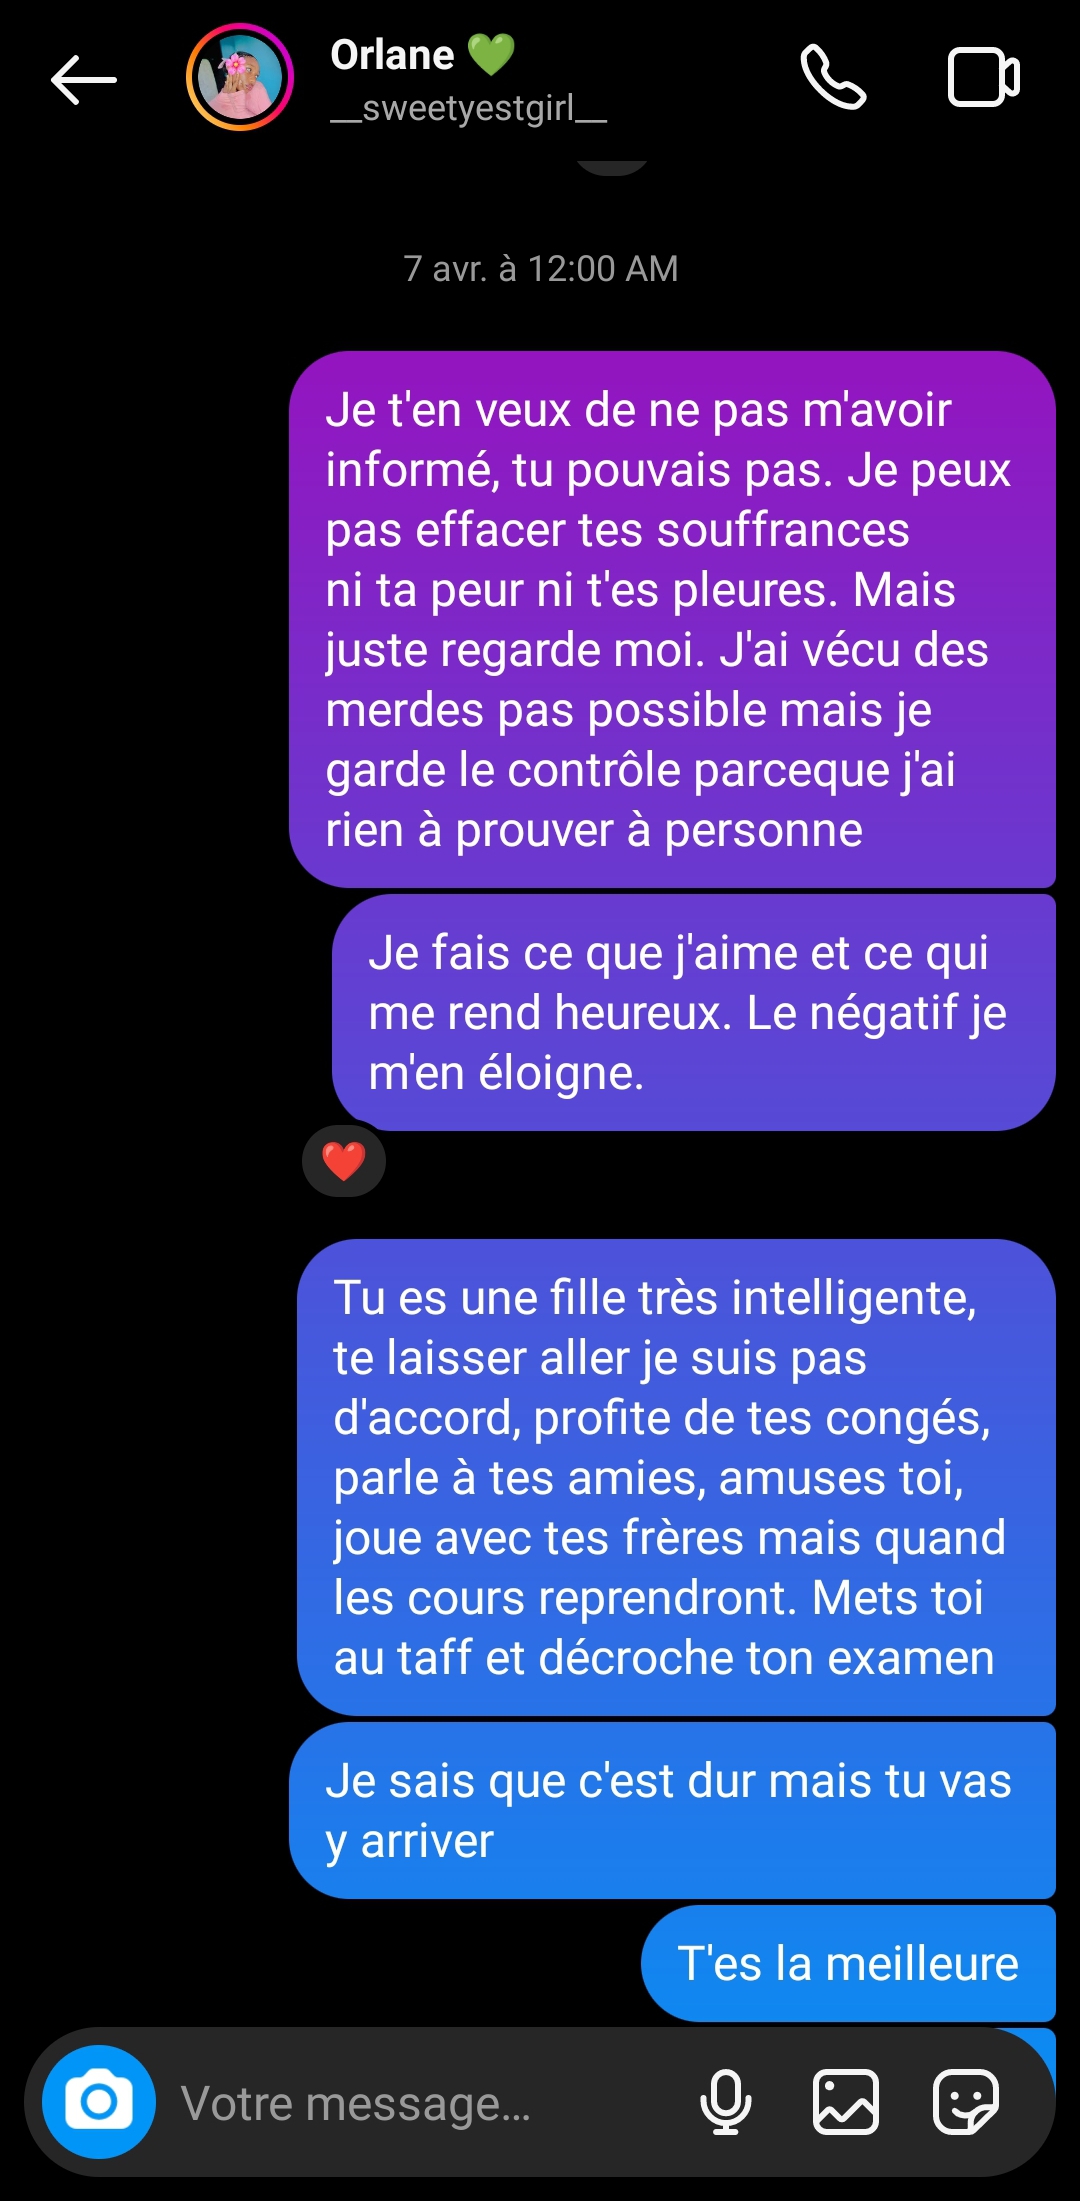 Orlane 💚
__sweetyestgirl__
7 avr. à 12:00 AM
Je t'en veux de ne pas m'avoir
informé, tu pouvais pas. Je peux
pas effacer tes souffrances
ni ta peur ni t'es pleures. Mais
juste regarde moi. J'ai vécu des
merdes pas possible mais je
garde le contrôle parceque j'ai
rien à prouver à personne
Je fais ce que j'aime et ce qui
me rend heureux. Le négatif je
m'en éloigne.
❤️
Tu es une fille très intelligente,
te laisser aller je suis pas
d'accord, profite de tes congés,
parle à tes amies, amuses toi,
joue avec tes frères mais quand
les cours reprendront. Mets toi
au taff et décroche ton examen
Je sais que c'est dur mais tu vas
y arriver
T'es la meilleure
Votre message...